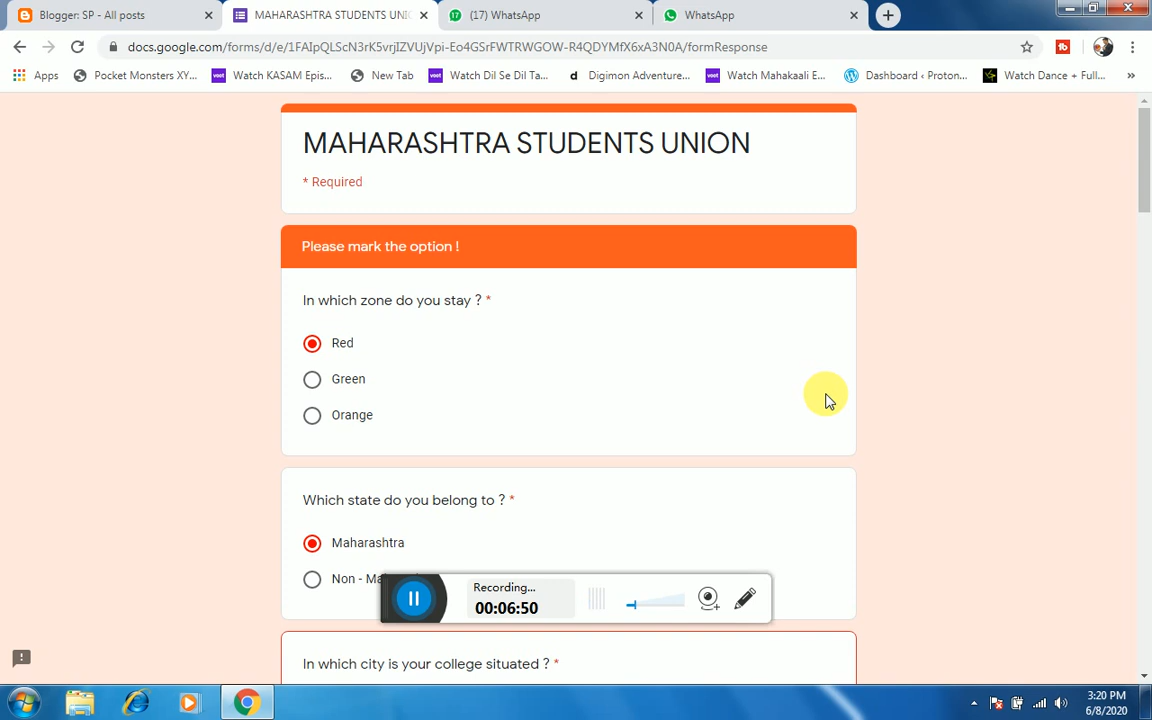 Blogger: SP - All posts
MAHARASHTRA STUDENTS UNIO
(17) WhatsApp
WhatsApp
docs.google.com/forms/d/e/1FAIpQLScN3rK5vrjIZVUjVpi-Eo4GSrFWTRWGOW-R4QDYMfX6xA3N0A/formResponse
Apps
Pocket Monsters XY...
Watch KASAM Epis...
New Tab
Watch Dil Se Dil Ta...
Digimon Adventure...
Watch Mahakaali E...
Dashboard ‹ Proton...
Watch Dance + Full...
»
MAHARASHTRA STUDENTS UNION
* Required
Please mark the option !
In which zone do you stay ? *
Red
Green
Orange
Which state do you belong to ? *
Maharashtra
Non - Ma
Recording...
00:06:50
In which city is your college situated ? *
3:20 PM
6/8/2020